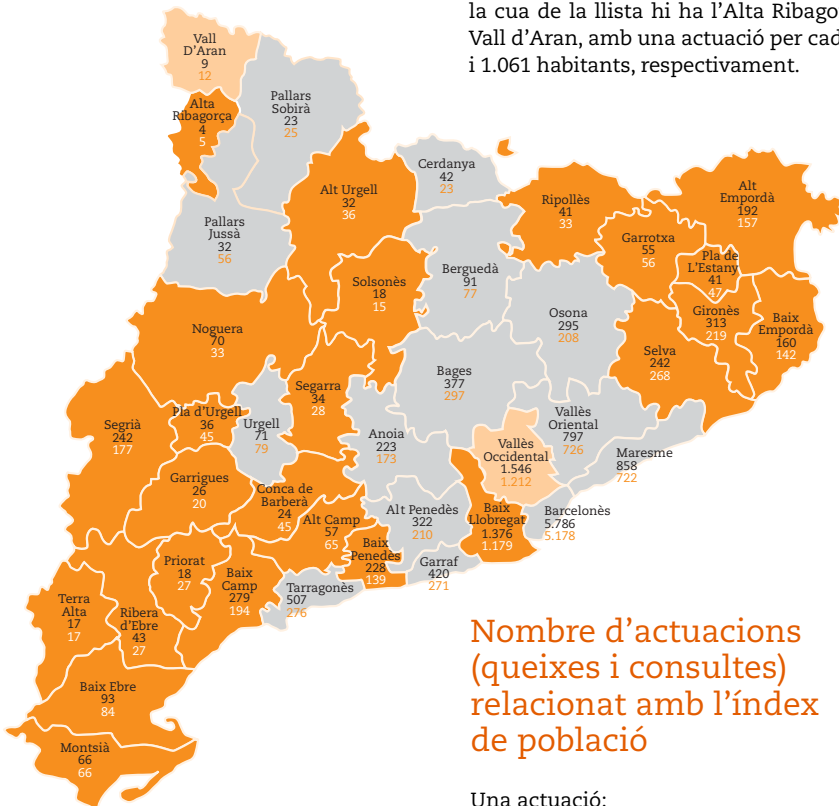 la cua de la llista hi ha l'Alta Ribago
Vall d'Aran, amb una actuació per cad
i 1.061 habitants, respectivament.
Vall
D'Aran
9
12
Alta
Ribagorça
4
5
Pallars
Sobirà
23
25
Pallars
Jussà
32
56
Alt Urgell
32
36
Cerdanya
42
23
Ripollès
41
33
Alt
Empordà
192
157
Garrotxa
55
56
Pla de
L'Estany
41
47
Berguedà
91
77
Solsonès
18
15
Osona
295
208
Gironès
313
219
Baix
Empordà
160
142
Noguera
70
33
Selva
242
268
Bages
377
297
Segarra
34
28
Segrià
242
177
Pla d'Urgell
36
45
Urgell
71
79
Anoia
223
173
Vallès
Oriental
797
726
Vallès
Occidental
1.546
1.212
Maresme
858
722
Garrigues
26
20
Conca de
Barberà
24
45
Alt Camp
57
65
Alt Penedès
322
210
Baix
Llobregat
1.376
1.179
Barcelonès
5.786
5.178
Baix
Penedès
228
139
Garraf
420
271
Priorat
18
27
Baix
Camp
279
194
Tarragonès
507
276
Terra
Alta
17
17
Ribera
d'Ebre
43
27
Baix Ebre
93
84
Montsià
66
66
Nombre d'actuacions
(queixes i consultes)
relacionat amb l'índex
de població
Una actuació: